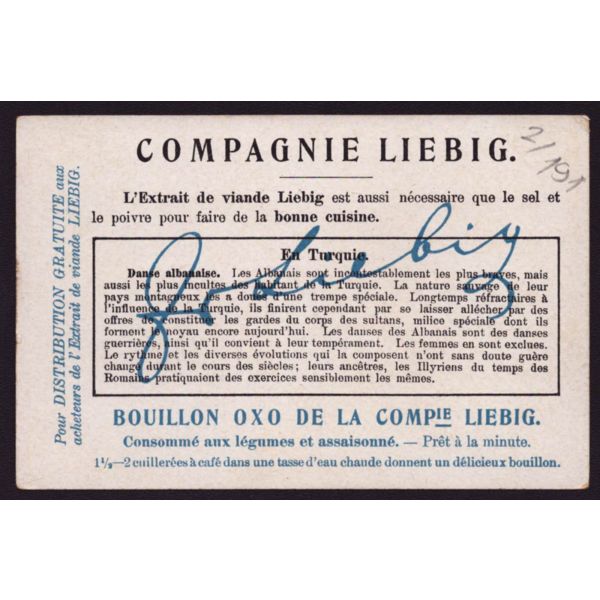 COMPAGNIE LIEBIG.
2/191
L'Extrait de viande Liebig est aussi nécessaire que le sel et
le poivre pour faire de la bonne cuisine.
En Turquie.
Danse albanaise. Les Albanais sont incontestablement les plus braves, mais
aussi les plus incultes des habitant de la Turquie. La nature sauvage de leur
pays montagneux les a doués d'une trempe spéciale. Longtemps réfractaires à
l'influence de la Turquie, ils finirent cependant par se laisser allécher par des
offres de constituer les gardes du corps des sultans, milice spéciale dont ils
forment le noyau encore aujourd'hui. Les danses des Albanais sont des danses
guerrières ainsi qu'il convient à leur tempérament. Les femmes en sont exclues.
Le rythme et les diverses évolutions qui la composent n'ont sans doute guère
changé durant le cours des siècles; leurs ancêtres, les Illyriens du temps des
Romains pratiquaient des exercices sensiblement les mêmes.
J v Liebig
BOUILLON OXO DE LA COMPIE LIEBIG.
Consommé aux légumes et assaisonné. — Prêt à la minute.
1½—2 cuillerées à café dans une tasse d'eau chaude donnent un délicieux bouillon.
Pour DISTRIBUTION GRATUITE aux
acheteurs de l'Extrait de viande LIEBIG.